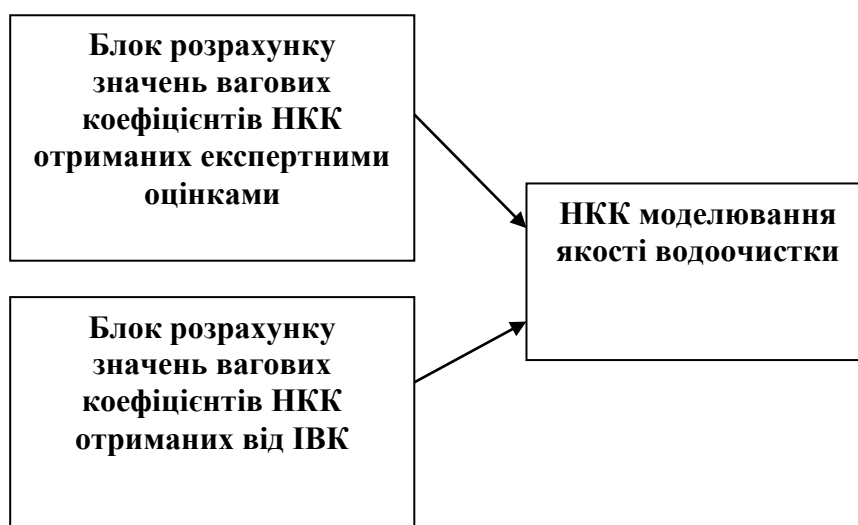 Блок розрахунку
значень вагових
коефіцієнтів НКК
отриманих експертними
оцінками
НКК моделювання
якості водоочистки
Блок розрахунку
значень вагових
коефіцієнтів НКК
отриманих від ІВК